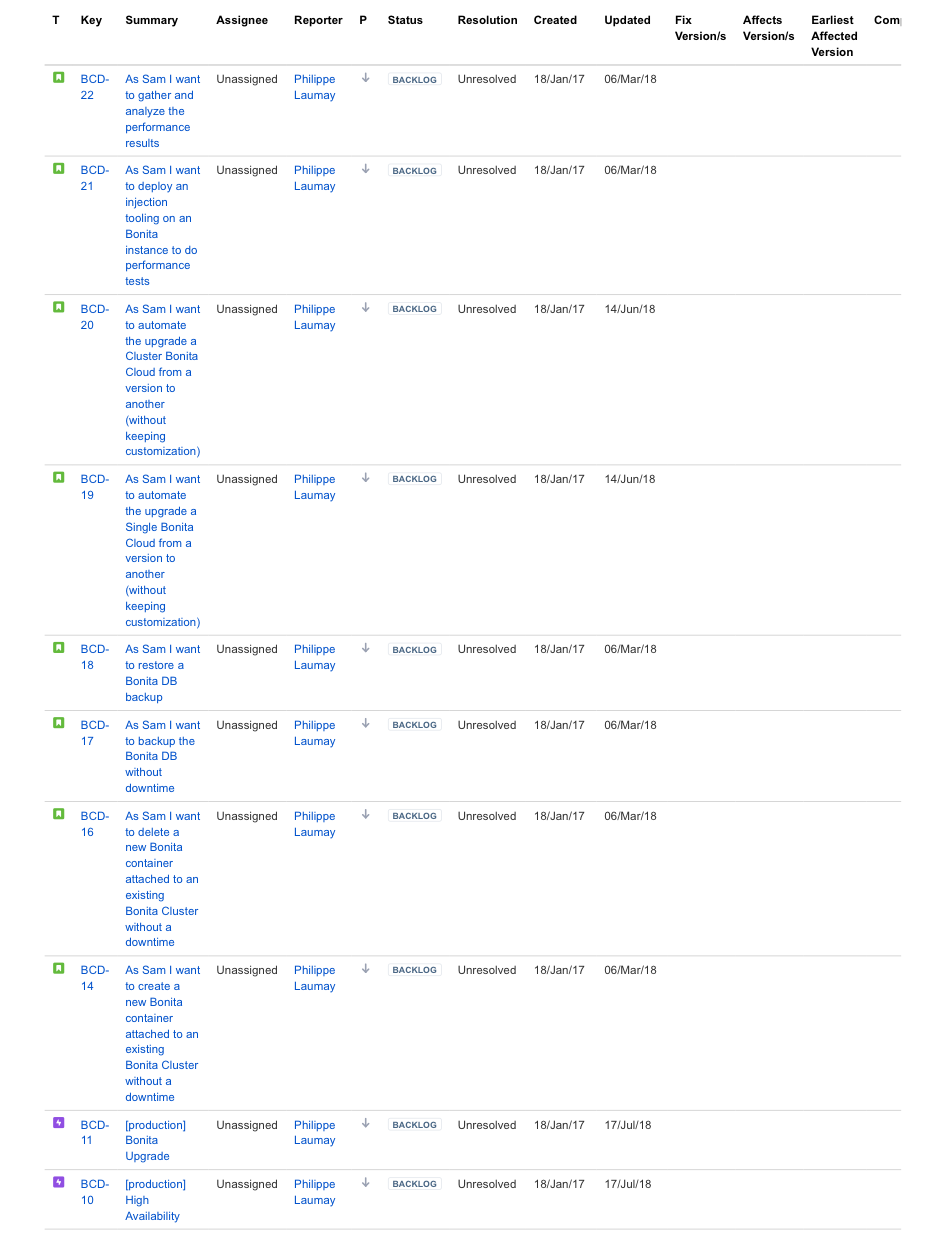 T Key Summary Assignee Reporter P Status Resolution Created Updated Fix Version/s Affects Version/s Earliest Affected Version Com
BCD-22 As Sam I want to gather and analyze the performance results Unassigned Philippe Laumay BACKLOG Unresolved 18/Jan/17 06/Mar/18
BCD-21 As Sam I want to deploy an injection tooling on an Bonita instance to do performance tests Unassigned Philippe Laumay BACKLOG Unresolved 18/Jan/17 06/Mar/18
BCD-20 As Sam I want to automate the upgrade a Cluster Bonita Cloud from a version to another (without keeping customization) Unassigned Philippe Laumay BACKLOG Unresolved 18/Jan/17 14/Jun/18
BCD-19 As Sam I want to automate the upgrade a Single Bonita Cloud from a version to another (without keeping customization) Unassigned Philippe Laumay BACKLOG Unresolved 18/Jan/17 14/Jun/18
BCD-18 As Sam I want to restore a Bonita DB backup Unassigned Philippe Laumay BACKLOG Unresolved 18/Jan/17 06/Mar/18
BCD-17 As Sam I want to backup the Bonita DB without downtime Unassigned Philippe Laumay BACKLOG Unresolved 18/Jan/17 06/Mar/18
BCD-16 As Sam I want to delete a new Bonita container attached to an existing Bonita Cluster without a downtime Unassigned Philippe Laumay BACKLOG Unresolved 18/Jan/17 06/Mar/18
BCD-14 As Sam I want to create a new Bonita container attached to an existing Bonita Cluster without a downtime Unassigned Philippe Laumay BACKLOG Unresolved 18/Jan/17 06/Mar/18
BCD-11 [production] Bonita Upgrade Unassigned Philippe Laumay BACKLOG Unresolved 18/Jan/17 17/Jul/18
BCD-10 [production] High Availability Unassigned Philippe Laumay BACKLOG Unresolved 18/Jan/17 17/Jul/18